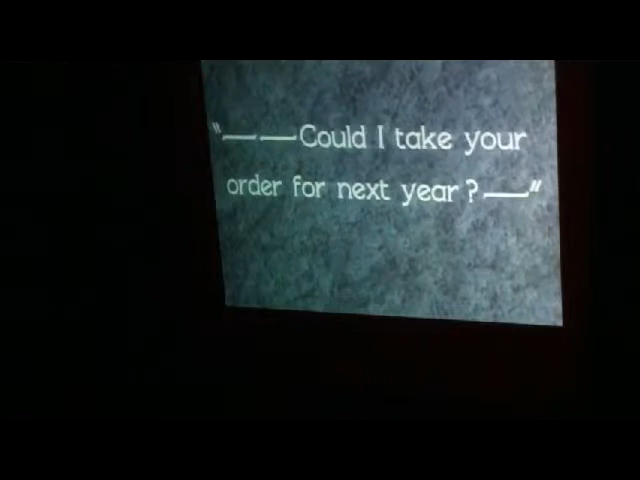 "— —Could I take your
order for next year?—"